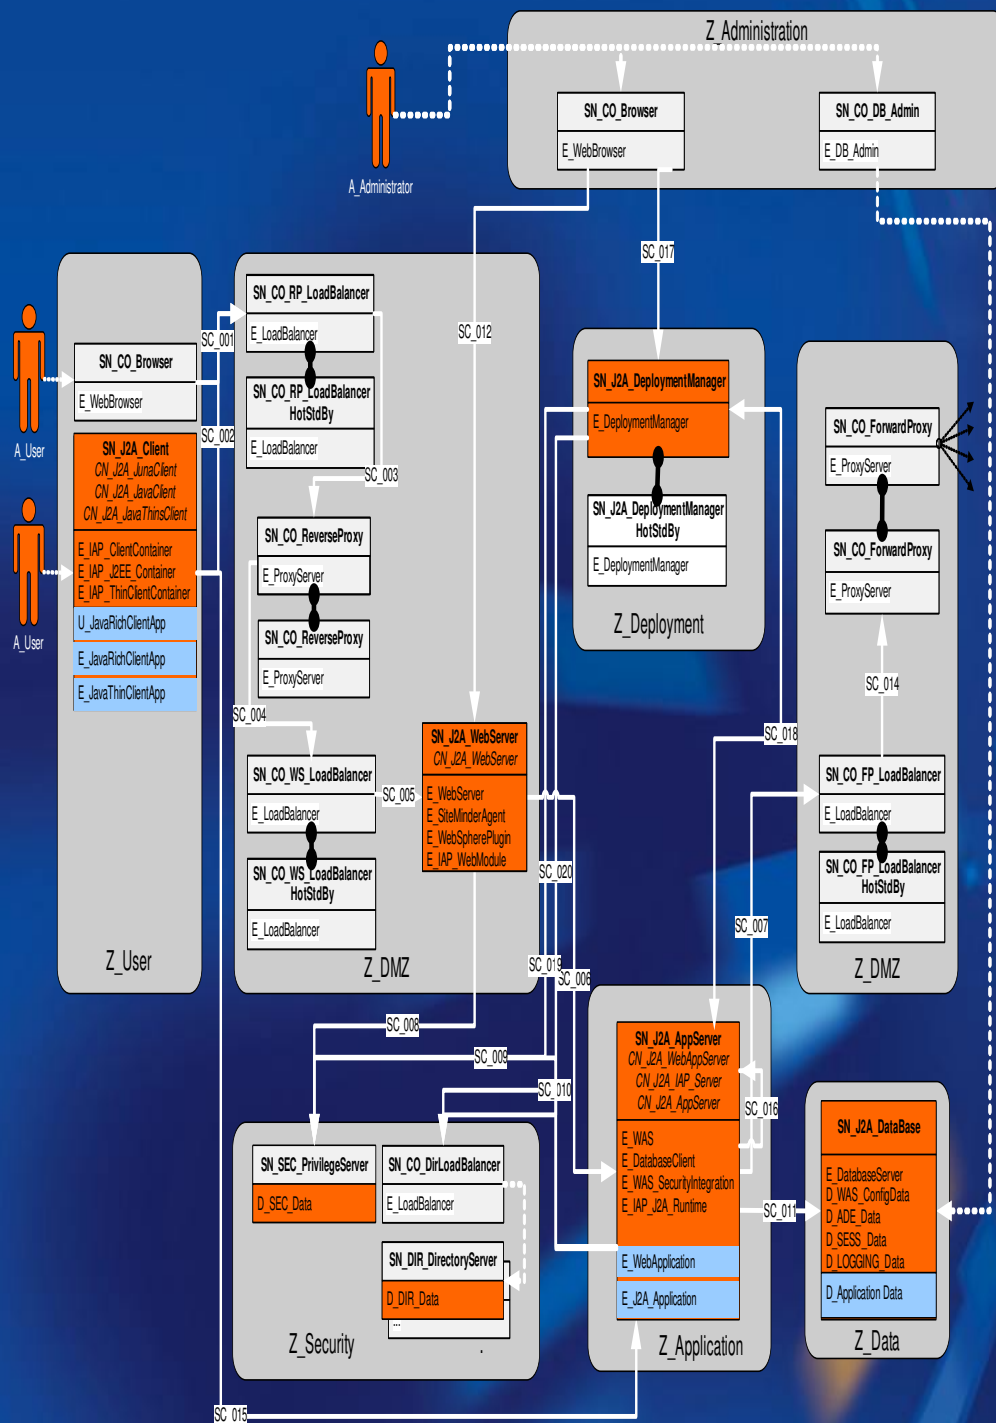 Z_Administration
SN_CO_Browser
E_WebBrowser
SN_CO_DB_Admin
E_DB_Admin
A_Administrator
SC_017
SC_012
A_User
A_User
SN_CO_Browser
E_WebBrowser
SN_J2A_Client
CN_J2A_JunaClient
CN_J2A_JavaClient
CN_J2A_JavaThinsClient
E_IAP_ClientContainer
E_IAP_J2EE_Container
E_IAP_ThinClientContainer
U_JavaRichClientApp
E_JavaRichClientApp
E_JavaThinClientApp
Z_User
SC_001
SC_002
SN_CO_RP_LoadBalancer
E_LoadBalancer
SN_CO_RP_LoadBalancer
HotStdBy
E_LoadBalancer
SC_003
SN_CO_ReverseProxy
E_ProxyServer
SN_CO_ReverseProxy
E_ProxyServer
SC_004
SN_CO_WS_LoadBalancer
E_LoadBalancer
SN_CO_WS_LoadBalancer
HotStdBy
E_LoadBalancer
SC_005
SN_J2A_WebServer
CN_J2A_WebServer
E_WebServer
E_SiteMinderAgent
E_WebSpherePlugin
E_IAP_WebModule
Z_DMZ
SN_J2A_DeploymentManager
E_DeploymentManager
SN_J2A_DeploymentManager
HotStdBy
E_DeploymentManager
Z_Deployment
SN_CO_ForwardProxy
E_ProxyServer
SN_CO_ForwardProxy
E_ProxyServer
SC_014
SC_018
SN_CO_FP_LoadBalancer
E_LoadBalancer
SN_CO_FP_LoadBalancer
HotStdBy
E_LoadBalancer
Z_DMZ
SC_020
SC_019
SC_006
SC_007
SC_008
SC_009
SC_010
SN_SEC_PrivilegeServer
D_SEC_Data
SN_CO_DirLoadBalancer
E_LoadBalancer
SN_DIR_DirectoryServer
D_DIR_Data
...
Z_Security
.
SN_J2A_AppServer
CN_J2A_WebAppServer
CN_J2A_IAP_Server
CN_J2A_AppServer
E_WAS
E_DatabaseClient
E_WAS_SecurityIntegration
E_IAP_J2A_Runtime
E_WebApplication
E_J2A_Application
Z_Application
SC_016
SC_011
SN_J2A_DataBase
E_DatabaseServer
D_WAS_ConfigData
D_ADE_Data
D_SESS_Data
D_LOGGING_Data
D_Application Data
Z_Data
SC_015